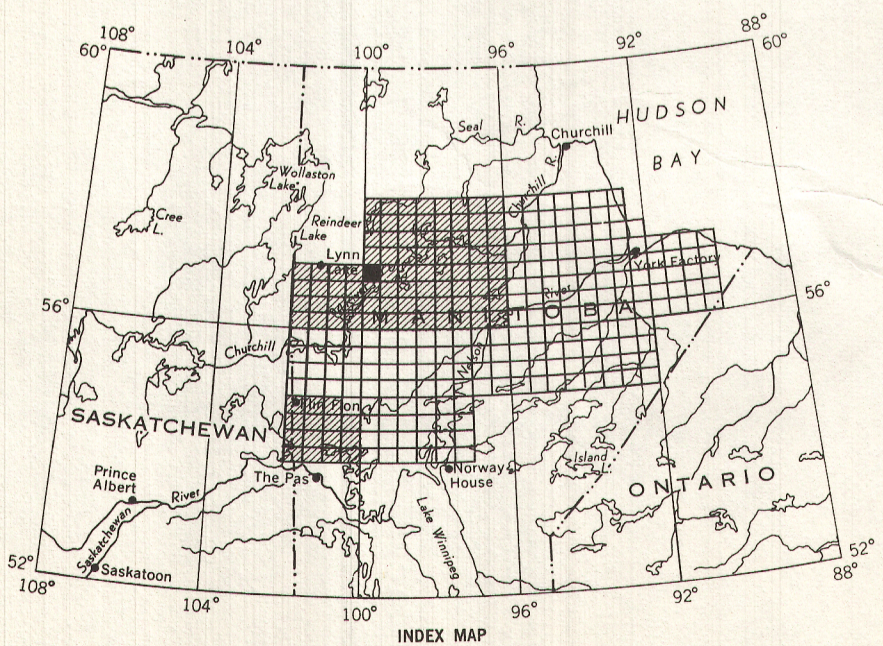 108°
104°
100°
96°
92°
88°
60°
60°
HUDSON
BAY
Seal R.
Churchill
Churchill R.
Wollaston
Lake
Cree
L.
Reindeer
Lake
Lynn
Lake
York Factory
River
56°
56°
MANITOBA
Churchill
Nelson
Flin Flon
SASKATCHEWAN
Prince
Albert
River
The Pas
Norway
House
Island
L.
ONTARIO
Saskatchewan
Lake Winnipeg
Saskatoon
52°
52°
108°
104°
100°
96°
92°
88°
INDEX MAP